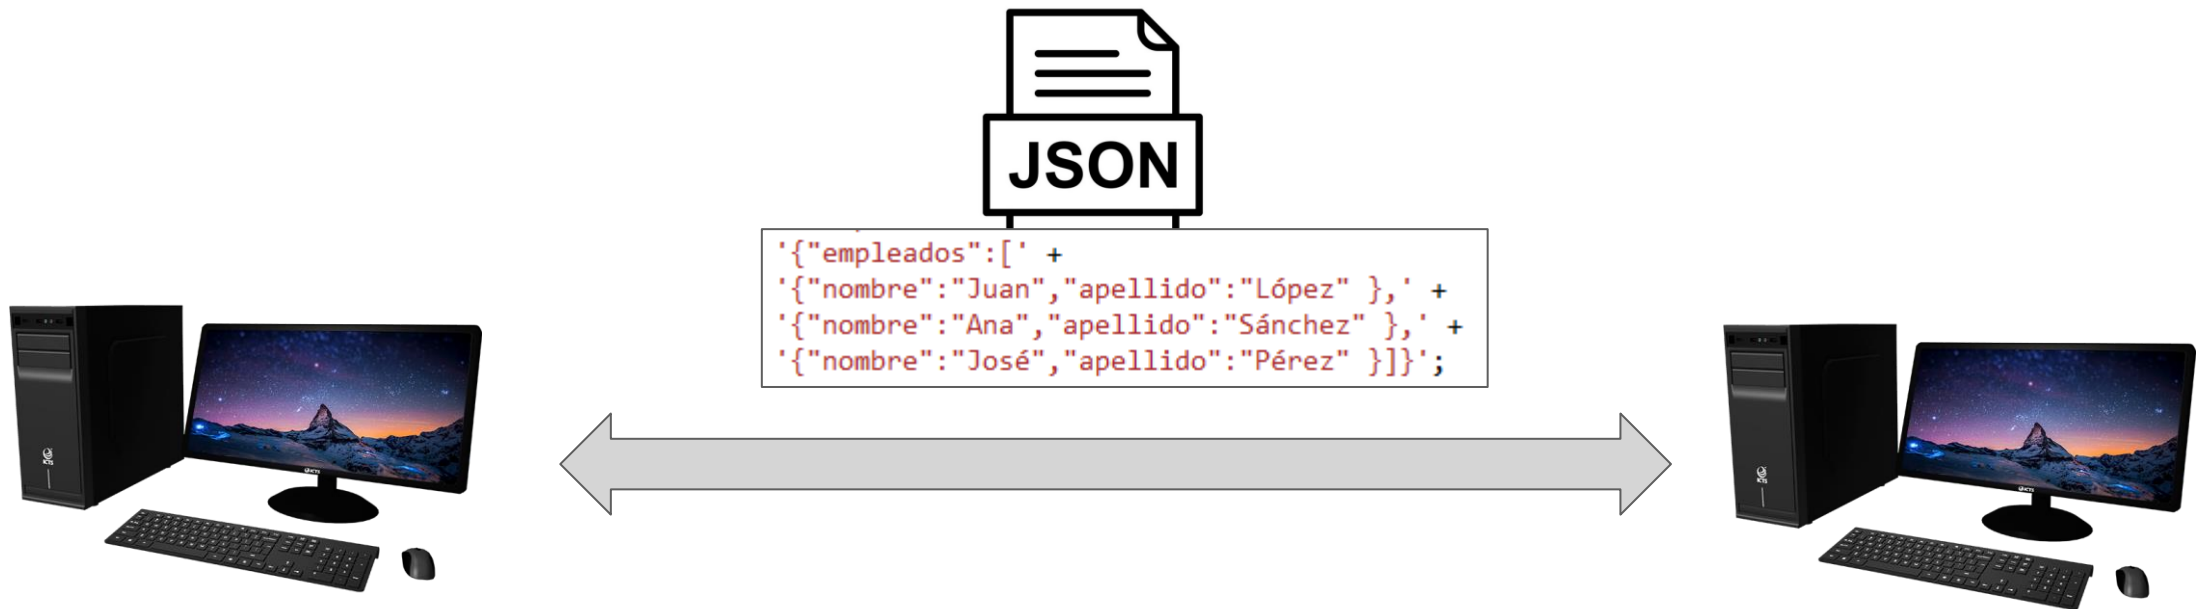 JSON
'{"empleados":[' +
'{"nombre":"Juan","apellido":"López" },' +
'{"nombre":"Ana","apellido":"Sánchez" },' +
'{"nombre":"José","apellido":"Pérez" }]}';